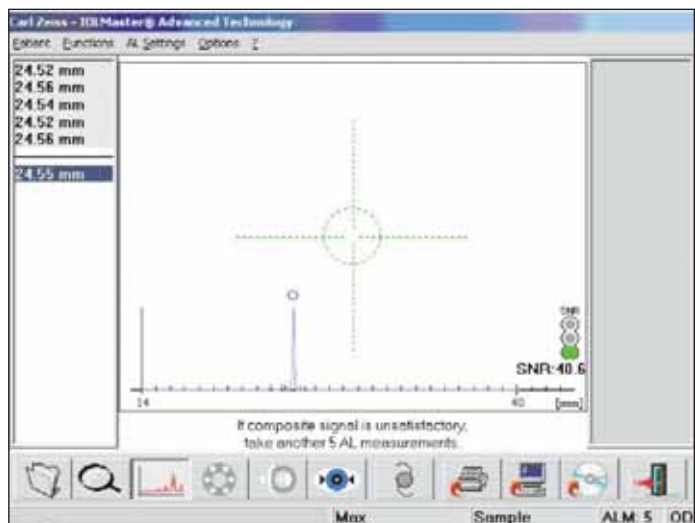 Carl Zeiss - IOLMaster® Advanced Technology
Patient Functions AL Settings Options ?
24.52 mm
24.56 mm
24.54 mm
24.52 mm
24.56 mm
24.55 mm
SNR
SNR:40.6
14
40
[mm]
If composite signal is unsatisfactory,
take another 5 AL measurements.
Max Sample ALM: 5 OD